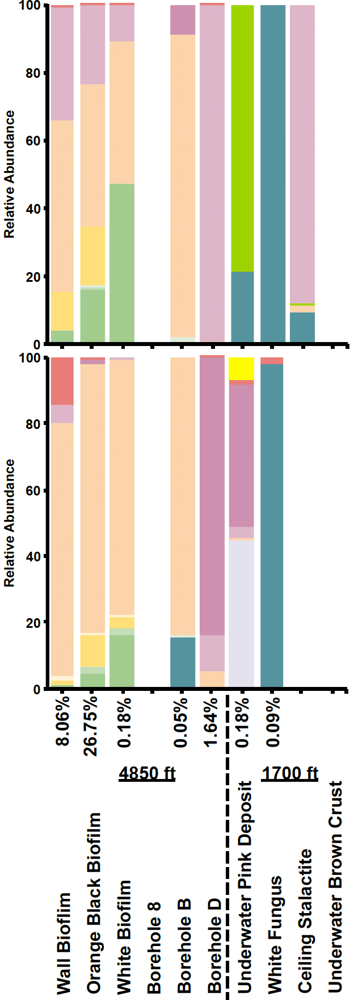 100
80
60
40
20
0
Relative Abundance
100
80
60
40
20
0
Relative Abundance
8.06%
26.75%
0.18%
0.05%
1.64%
0.18%
0.09%
4850 ft
1700 ft
Wall Bioflim
Orange Black Biofilm
White Biofilm
Borehole 8
Borehole B
Borehole D
Underwater Pink Deposit
White Fungus
Ceiling Stalactite
Underwater Brown Crust